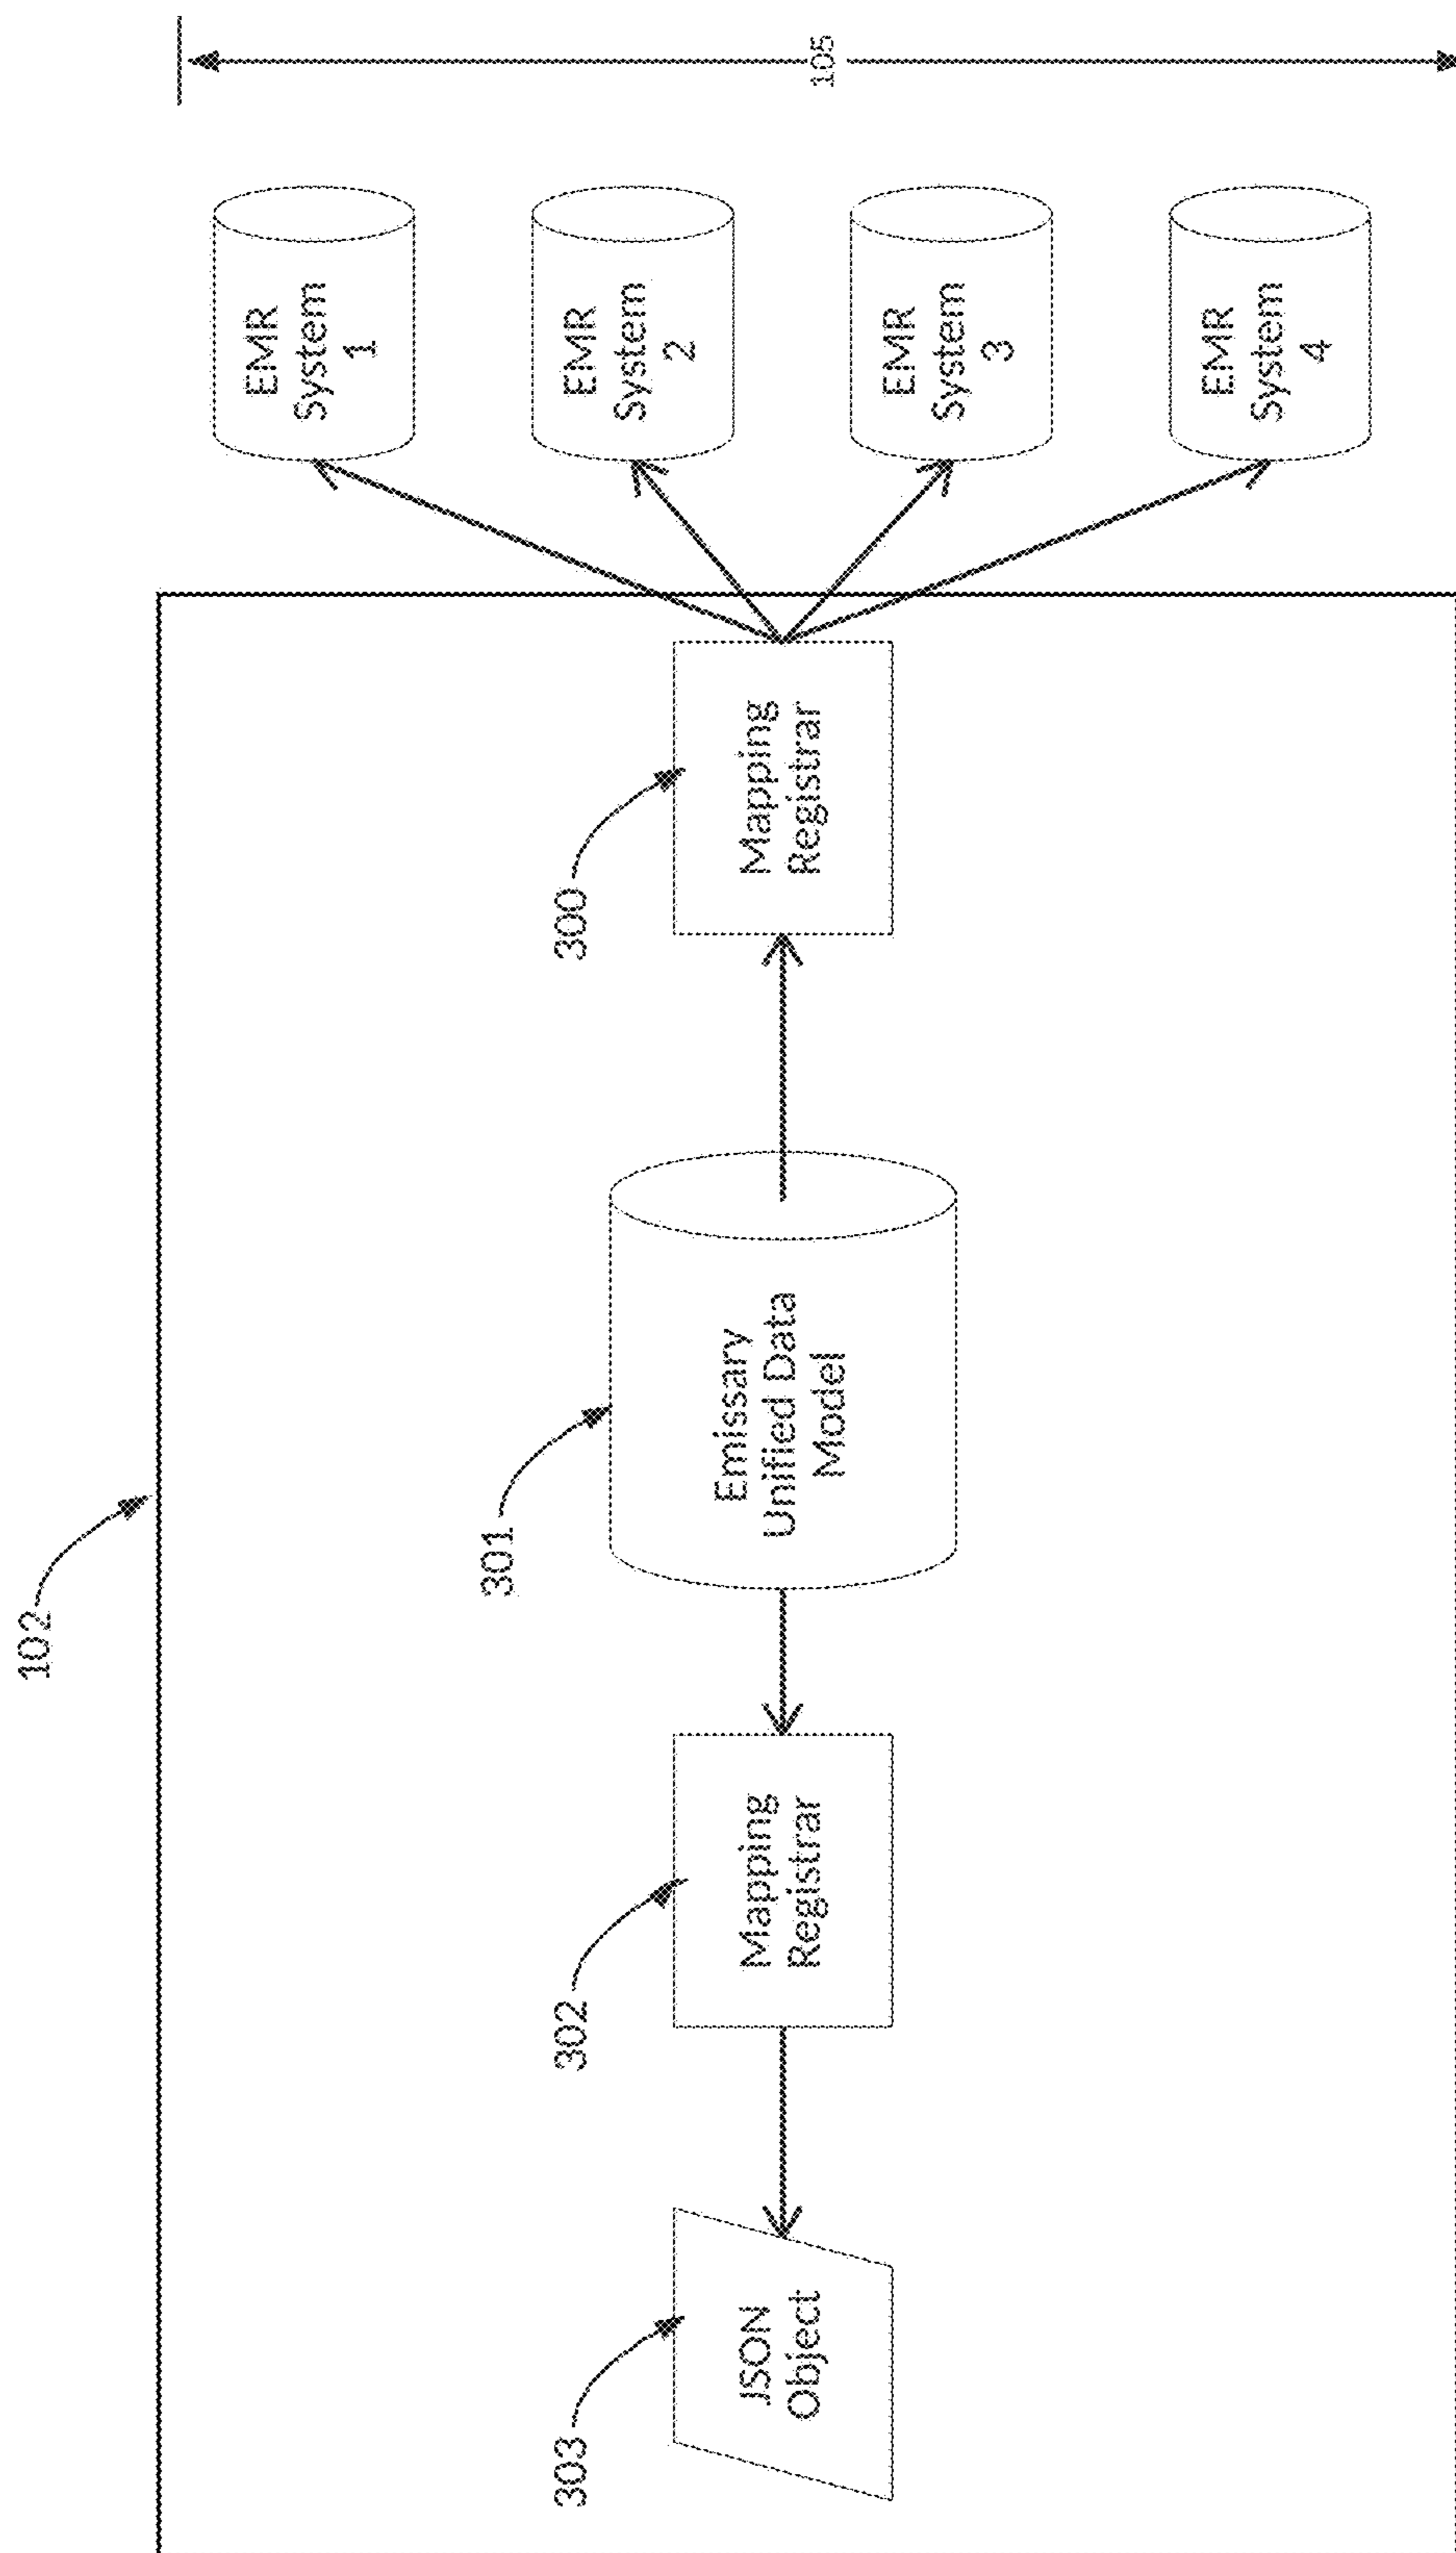 102
303
JSON
Object
302
Mapping
Registrar
301
Emissary
Unified Data
Model
300
Mapping
Registrar
EMR
System
1
EMR
System
2
EMR
System
3
EMR
System
4
105